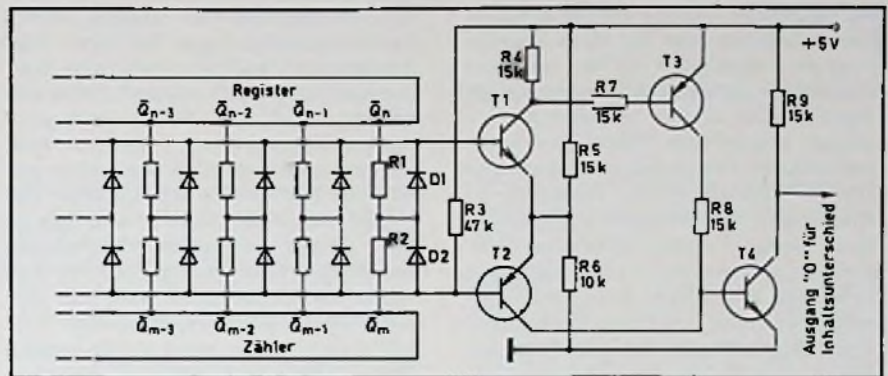 +5V
R4
15k
T3
T1
R7
15k
R9
15k
Register
Q̄n-3 Q̄n-2 Q̄n-1 Q̄n
R1
D1
R5
15k
R3
47k
R8
15k
R2
D2
T2
R6
10k
T4
Q̄m-3 Q̄m-2 Q̄m-1 Q̄m
Zähler
Ausgang "0" für
Inhaltsunterschied